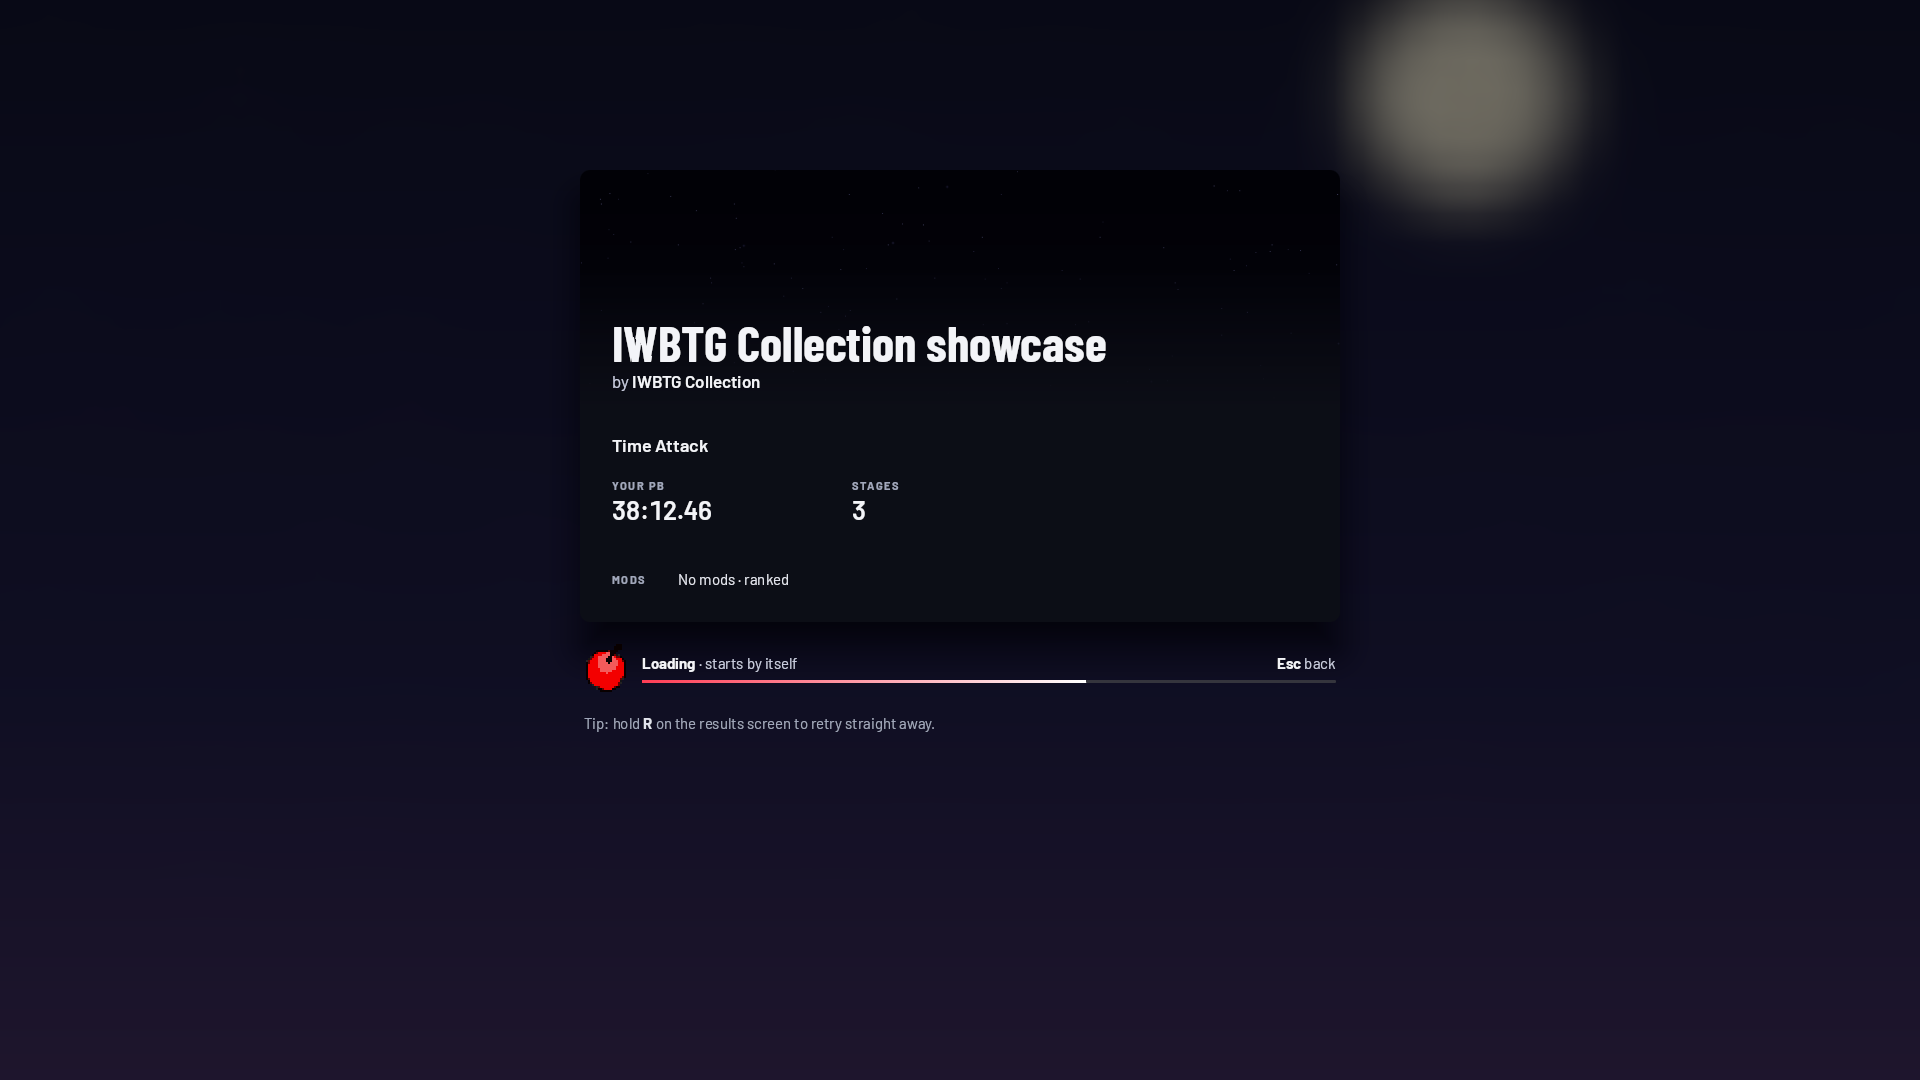 IWBTG Collection showcase
by IWBTG Collection
Time Attack
YOUR PB
38:12.46
STAGES
3
MODS No mods · ranked
Loading · starts by itself
Esc back
Tip: hold R on the results screen to retry straight away.